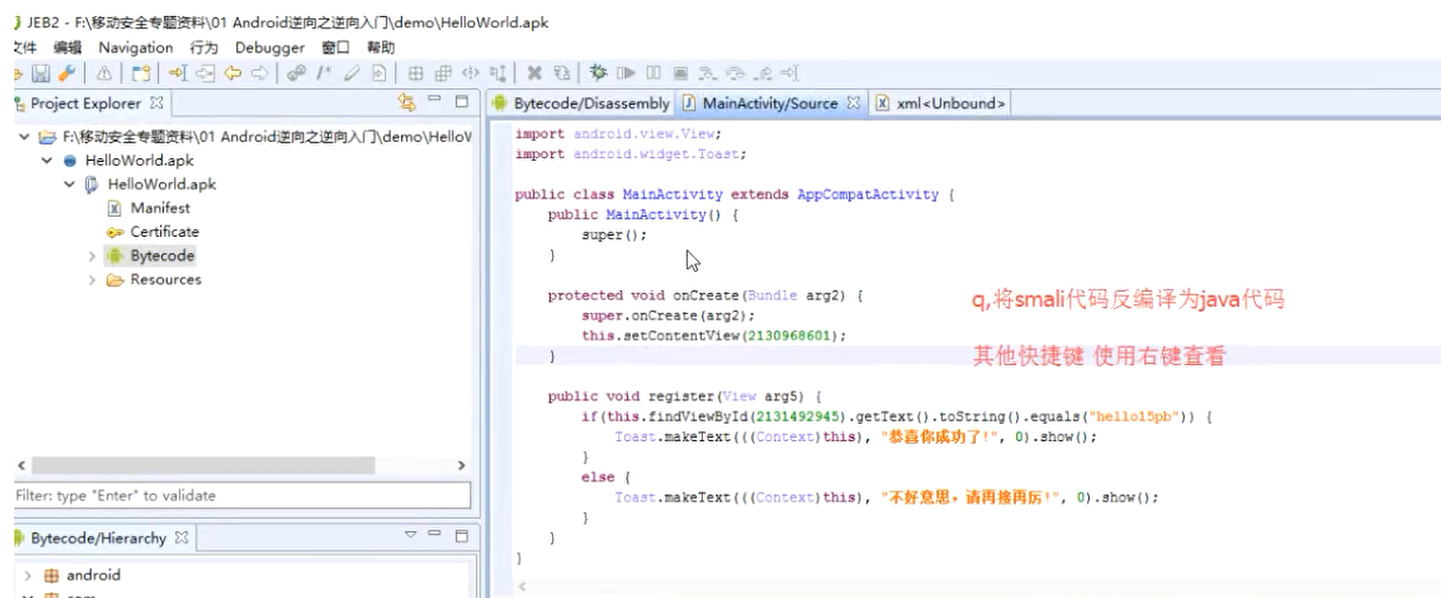 JEB2 - F:\移动安全专题资料\01 Android逆向之逆向入门\demo\HelloWorld.apk
文件 编辑 Navigation 行为 Debugger 窗口 帮助
Project Explorer
F:\移动安全专题资料\01 Android逆向之逆向入门\demo\HelloW
HelloWorld.apk
HelloWorld.apk
Manifest
Certificate
Bytecode
Resources
Filter: type "Enter" to validate
Bytecode/Hierarchy
android
com
Bytecode/Disassembly MainActivity/Source xml<Unbound>
import android.view.View;
import android.widget.Toast;
public class MainActivity extends AppCompatActivity {
public MainActivity() {
super();
}
protected void onCreate(Bundle arg2) {
super.onCreate(arg2);
this.setContentView(2130968601);
}
public void register(View arg5) {
if(this.findViewById(2131492945).getText().toString().equals("hello15pb")) {
Toast.makeText(((Context)this), "恭喜你成功了!", 0).show();
}
else {
Toast.makeText(((Context)this), "不好意思，请再接再厉!", 0).show();
}
}
}
q,将smali代码反编译为java代码
其他快捷键 使用右键查看